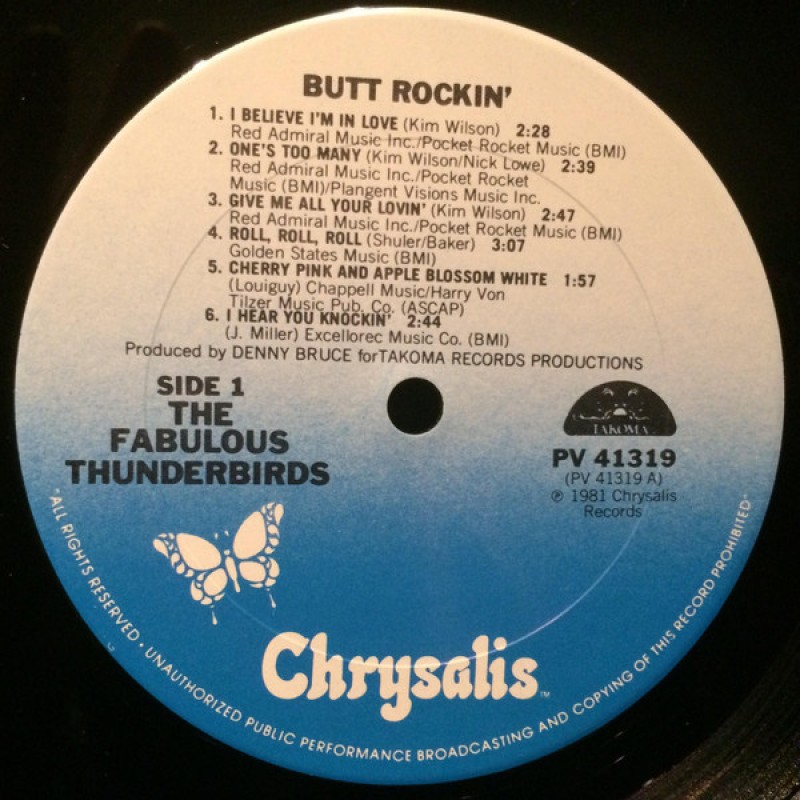 BUTT ROCKIN'
1. I BELIEVE I'M IN LOVE (Kim Wilson) 2:28
Red Admiral Music Inc./Pocket Rocket Music (BMI)
2. ONE'S TOO MANY (Kim Wilson/Nick Lowe) 2:39
Red Admiral Music Inc./Pocket Rocket
Music (BMI)/Plangent Visions Music Inc.
3. GIVE ME ALL YOUR LOVIN' (Kim Wilson) 2:47
Red Admiral Music Inc./Pocket Rocket Music (BMI)
4. ROLL, ROLL, ROLL (Shuler/Baker) 3:07
Golden States Music (BMI)
5. CHERRY PINK AND APPLE BLOSSOM WHITE 1:57
(Louiguy) Chappell Music/Harry Von
Tilzer Music Pub. Co. (ASCAP)
6. I HEAR YOU KNOCKIN' 2:44
(J. Miller) Excellorec Music Co. (BMI)
Produced by DENNY BRUCE forTAKOMA RECORDS PRODUCTIONS
SIDE 1
THE
FABULOUS
THUNDERBIRDS
TAKOMA
PV 41319
(PV 41319 A)
℗ 1981 Chrysalis
Records
Chrysalis™
"ALL RIGHTS RESERVED · UNAUTHORIZED PUBLIC PERFORMANCE BROADCASTING AND COPYING OF THIS RECORD PROHIBITED"